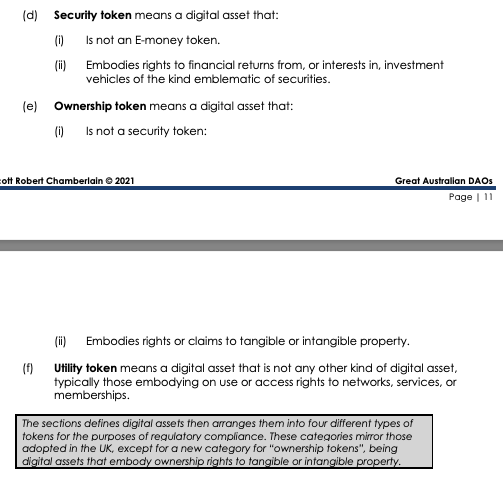 (d) Security token means a digital asset that:
(i) Is not an E-money token.
(ii) Embodies rights to financial returns from, or interests in, investment
vehicles of the kind emblematic of securities.
(e) Ownership token means a digital asset that:
(i) Is not a security token:
Robert Chamberlain © 2021 Great Australian DAOs
Page | 11
(ii) Embodies rights or claims to tangible or intangible property.
(f) Utility token means a digital asset that is not any other kind of digital asset,
typically those embodying on use or access rights to networks, services, or
memberships.
The sections defines digital assets then arranges them into four different types of
tokens for the purposes of regulatory compliance. These categories mirror those
adopted in the UK, except for a new category for “ownership tokens”, being
digital assets that embody ownership rights to tangible or intangible property.